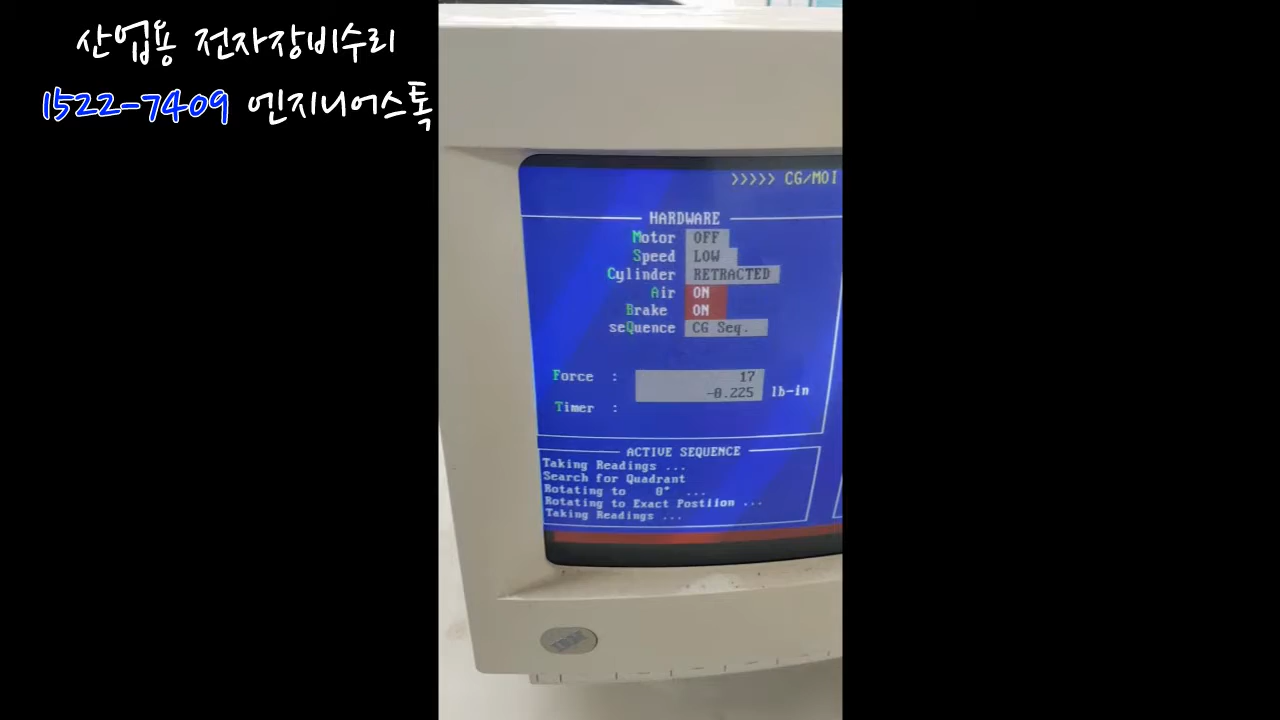 산업용 전자장비수리
1522-7409 엔지니어스톡
>>>>> CG/MOI
HARDWARE
Motor OFF
Speed LOW
Cylinder RETRACTED
Air ON
Brake ON
seQuence CG Seq.
Force : 17
-0.225 lb-in
Timer :
ACTIVE SEQUENCE
Taking Readings ...
Search for Quadrant
Rotating to 0° ...
Rotating to Exact Postiion ...
Taking Readings ...
IBM